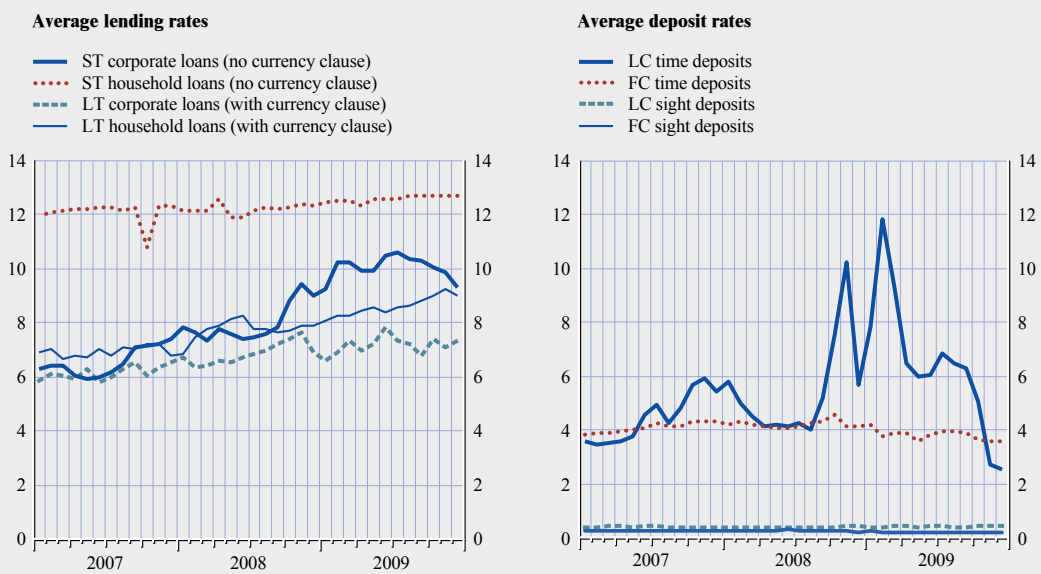 Average lending rates
ST corporate loans (no currency clause)
ST household loans (no currency clause)
LT corporate loans (with currency clause)
LT household loans (with currency clause)
14 14
12 12
10 10
8 8
6 6
4 4
2 2
0 0
2007 2008 2009
Average deposit rates
LC time deposits
FC time deposits
LC sight deposits
FC sight deposits
14 14
12 12
10 10
8 8
6 6
4 4
2 2
0 0
2007 2008 2009